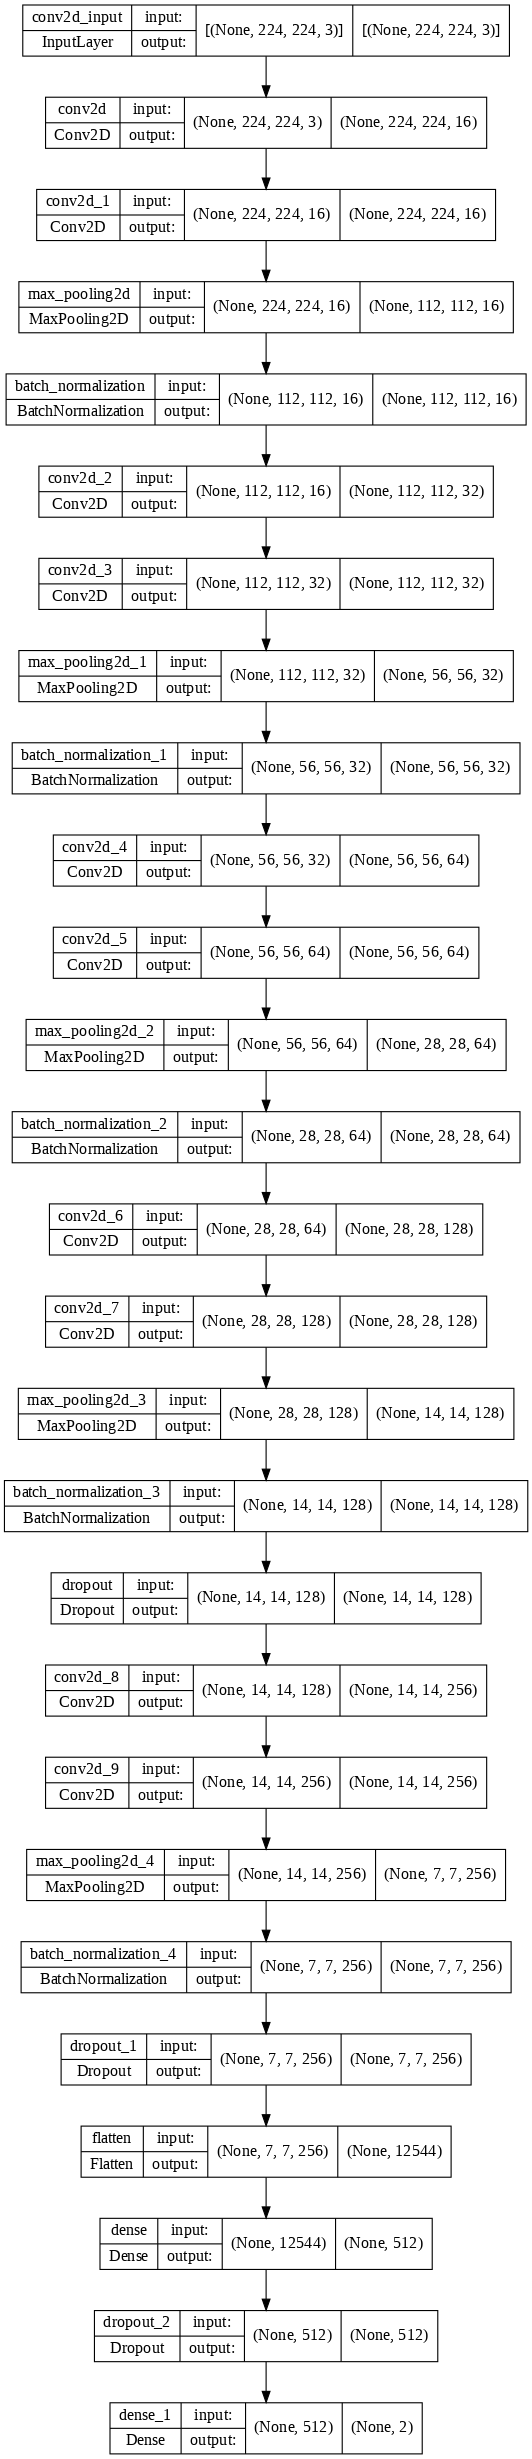 conv2d_input input: [(None, 224, 224, 3)] [(None, 224, 224, 3)]
InputLayer output:
conv2d input: (None, 224, 224, 3) (None, 224, 224, 16)
Conv2D output:
conv2d_1 input: (None, 224, 224, 16) (None, 224, 224, 16)
Conv2D output:
max_pooling2d input: (None, 224, 224, 16) (None, 112, 112, 16)
MaxPooling2D output:
batch_normalization input: (None, 112, 112, 16) (None, 112, 112, 16)
BatchNormalization output:
conv2d_2 input: (None, 112, 112, 16) (None, 112, 112, 32)
Conv2D output:
conv2d_3 input: (None, 112, 112, 32) (None, 112, 112, 32)
Conv2D output:
max_pooling2d_1 input: (None, 112, 112, 32) (None, 56, 56, 32)
MaxPooling2D output:
batch_normalization_1 input: (None, 56, 56, 32) (None, 56, 56, 32)
BatchNormalization output:
conv2d_4 input: (None, 56, 56, 32) (None, 56, 56, 64)
Conv2D output:
conv2d_5 input: (None, 56, 56, 64) (None, 56, 56, 64)
Conv2D output:
max_pooling2d_2 input: (None, 56, 56, 64) (None, 28, 28, 64)
MaxPooling2D output:
batch_normalization_2 input: (None, 28, 28, 64) (None, 28, 28, 64)
BatchNormalization output:
conv2d_6 input: (None, 28, 28, 64) (None, 28, 28, 128)
Conv2D output:
conv2d_7 input: (None, 28, 28, 128) (None, 28, 28, 128)
Conv2D output:
max_pooling2d_3 input: (None, 28, 28, 128) (None, 14, 14, 128)
MaxPooling2D output:
batch_normalization_3 input: (None, 14, 14, 128) (None, 14, 14, 128)
BatchNormalization output:
dropout input: (None, 14, 14, 128) (None, 14, 14, 128)
Dropout output:
conv2d_8 input: (None, 14, 14, 128) (None, 14, 14, 256)
Conv2D output:
conv2d_9 input: (None, 14, 14, 256) (None, 14, 14, 256)
Conv2D output:
max_pooling2d_4 input: (None, 14, 14, 256) (None, 7, 7, 256)
MaxPooling2D output:
batch_normalization_4 input: (None, 7, 7, 256) (None, 7, 7, 256)
BatchNormalization output:
dropout_1 input: (None, 7, 7, 256) (None, 7, 7, 256)
Dropout output:
flatten input: (None, 7, 7, 256) (None, 12544)
Flatten output:
dense input: (None, 12544) (None, 512)
Dense output:
dropout_2 input: (None, 512) (None, 512)
Dropout output:
dense_1 input: (None, 512) (None, 2)
Dense output: